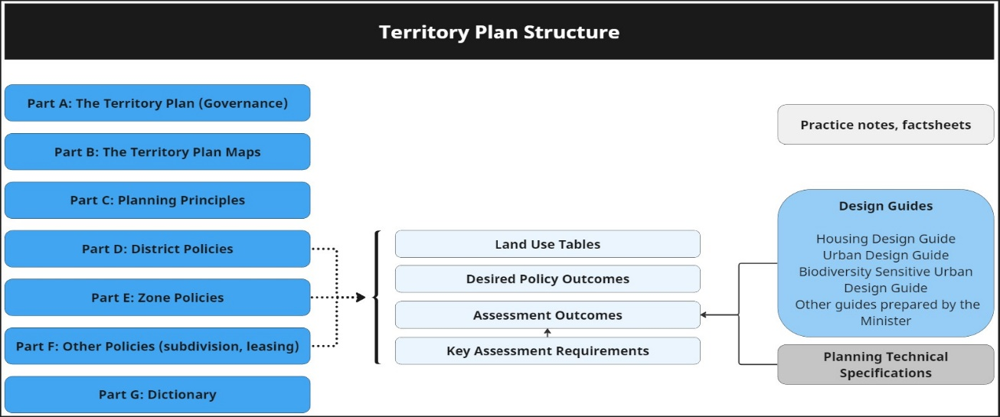 Territory Plan Structure
Part A: The Territory Plan (Governance)
Part B: The Territory Plan Maps
Part C: Planning Principles
Part D: District Policies
Part E: Zone Policies
Part F: Other Policies (subdivision, leasing)
Part G: Dictionary
Land Use Tables
Desired Policy Outcomes
Assessment Outcomes
Key Assessment Requirements
Practice notes, factsheets
Design Guides
Housing Design Guide
Urban Design Guide
Biodiversity Sensitive Urban
Design Guide
Other guides prepared by the
Minister
Planning Technical
Specifications